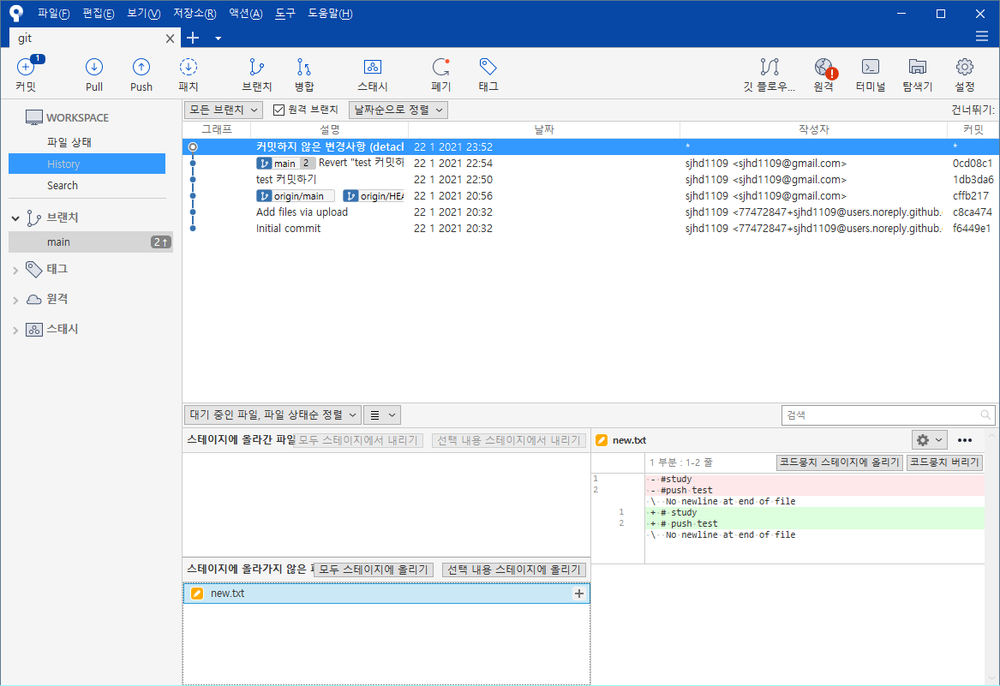 파일(F) 편집(E) 보기(V) 저장소(R) 액션(A) 도구 도움말(H)
git
1
커밋 Pull Push 패치 브랜치 병합 스태시 폐기 태그 깃 플로우... 원격 터미널 탐색기 설정
WORKSPACE
파일 상태
History
Search
브랜치
main 2↑
태그
원격
스태시
모든 브랜치 원격 브랜치 날짜순으로 정렬 건너뛰기:
그래프 설명 날짜 작성자 커밋
커밋하지 않은 변경사항 (detach 22 1 2021 23:52 * *
main 2 Revert "test 커밋하 22 1 2021 22:54 sjhd1109 <sjhd1109@gmail.com> 0cd08c1
test 커밋하기 22 1 2021 22:50 sjhd1109 <sjhd1109@gmail.com> 1db3da6
origin/main origin/HEA 22 1 2021 20:56 sjhd1109 <sjhd1109@gmail.com> cffb217
Add files via upload 22 1 2021 20:32 sjhd1109 <77472847+sjhd1109@users.noreply.github. c8ca474
Initial commit 22 1 2021 20:32 sjhd1109 <77472847+sjhd1109@users.noreply.github. f6449e1
대기 중인 파일, 파일 상태순 정렬 검색
스테이지에 올라간 파일 모두 스테이지에서 내리기 선택 내용 스테이지에서 내리기
스테이지에 올라가지 않은 파 모두 스테이지에 올리기 선택 내용 스테이지에 올리기
new.txt
new.txt
1 부분 : 1-2 줄 코드뭉치 스테이지에 올리기 코드뭉치 버리기
1 - #study
2 - #push test
\ No newline at end of file
1 + # study
2 + # push test
\ No newline at end of file